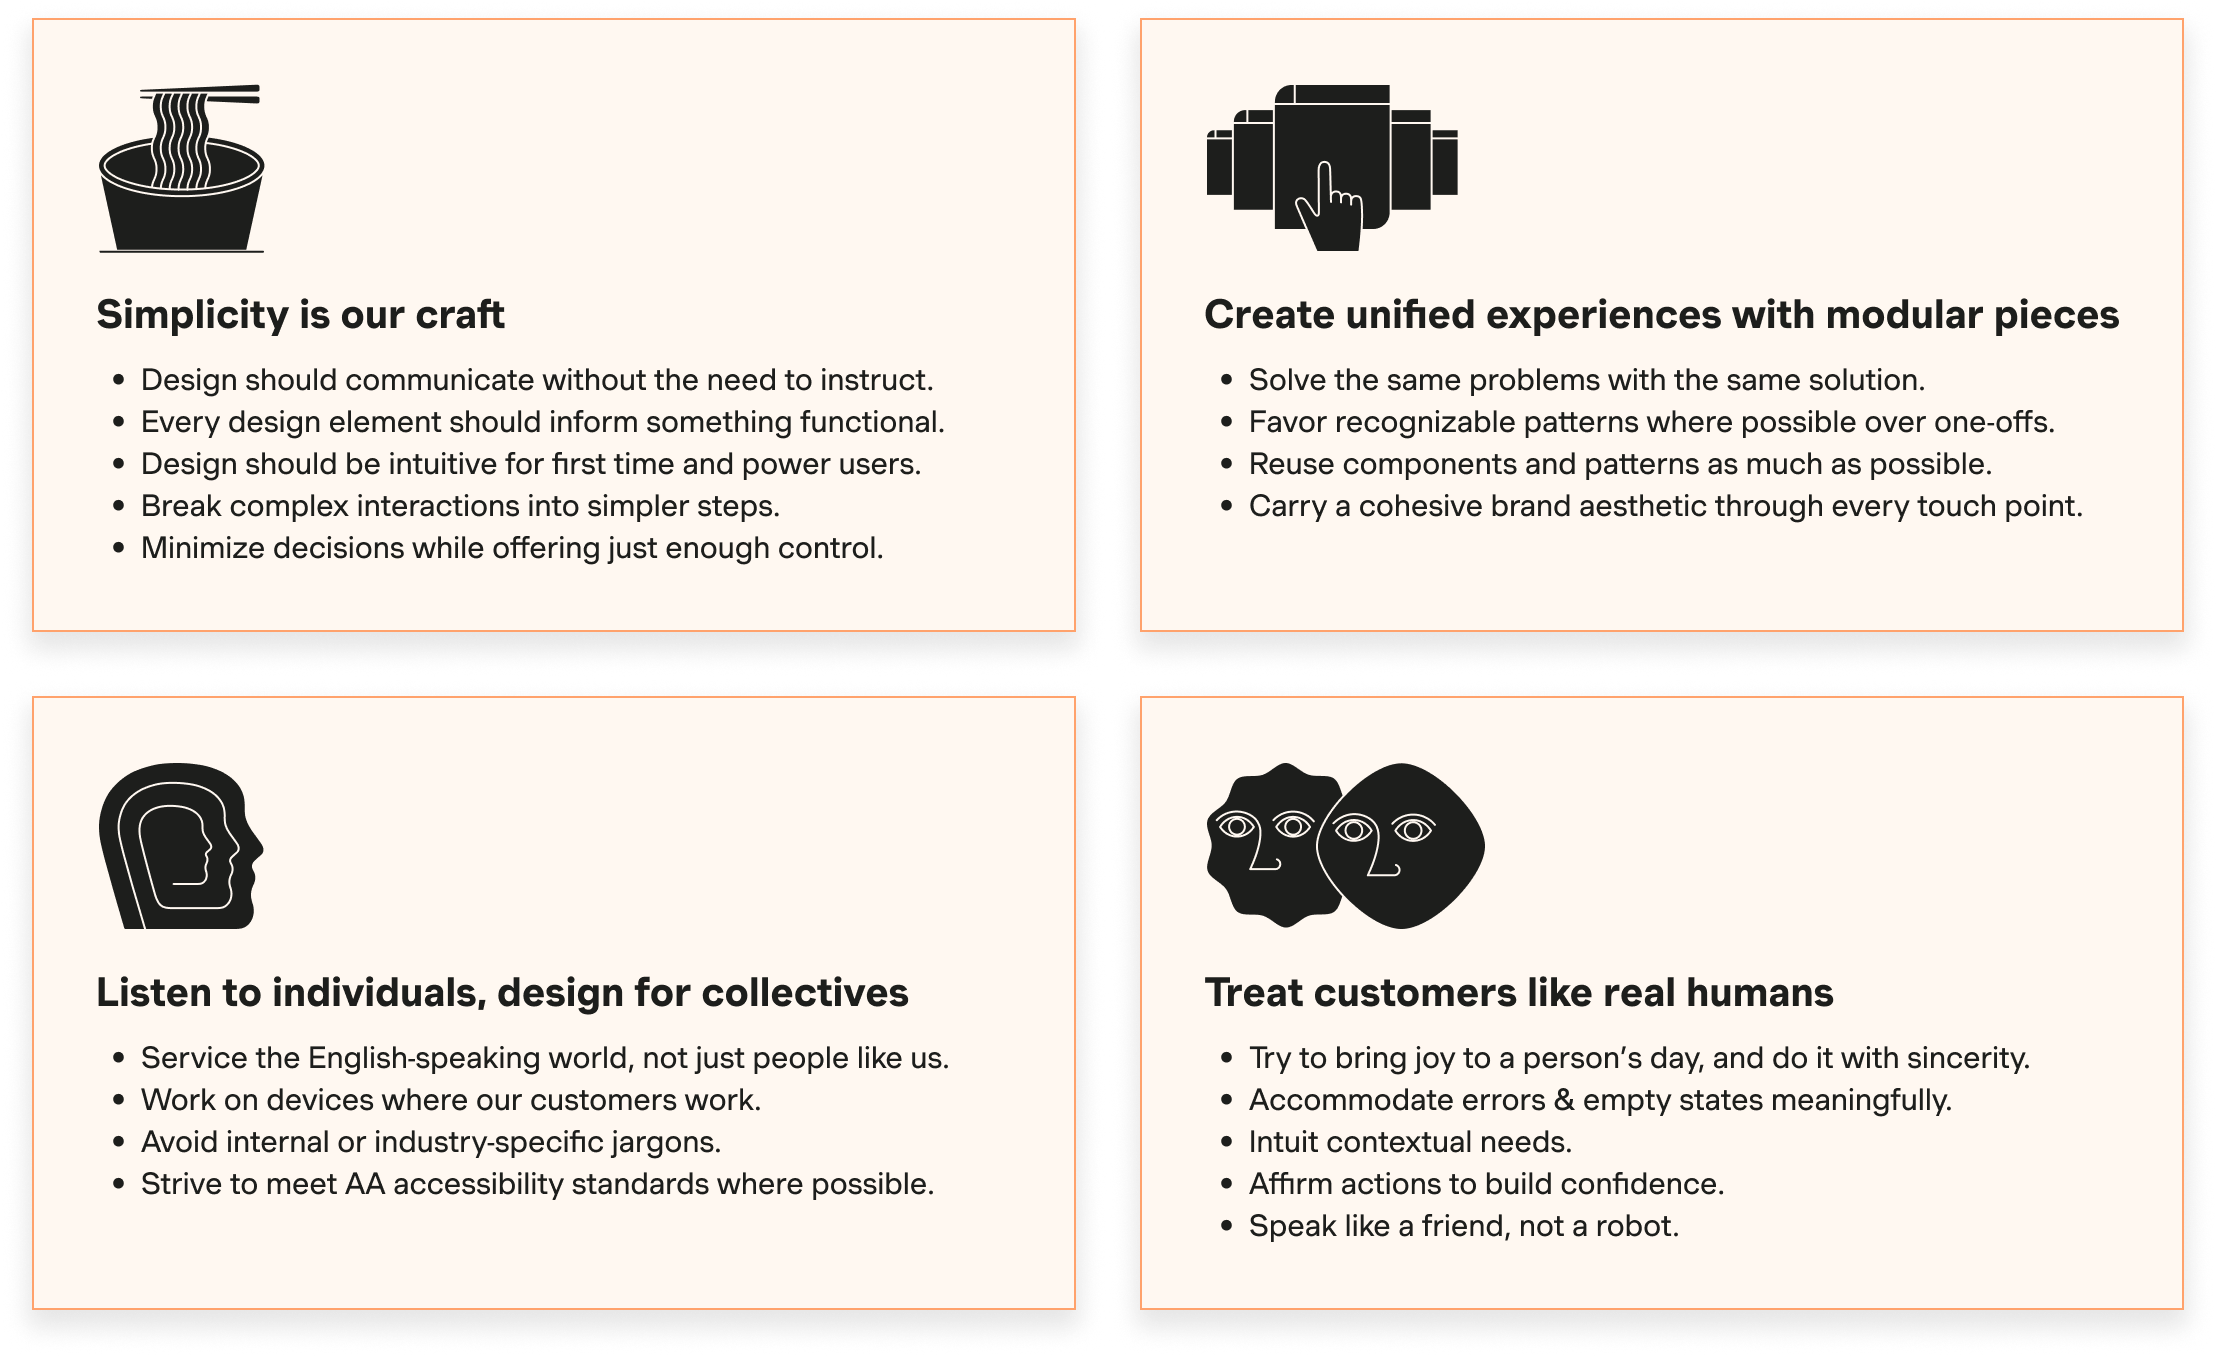 Simplicity is our craft
• Design should communicate without the need to instruct.
• Every design element should inform something functional.
• Design should be intuitive for first time and power users.
• Break complex interactions into simpler steps.
• Minimize decisions while offering just enough control.
Create unified experiences with modular pieces
• Solve the same problems with the same solution.
• Favor recognizable patterns where possible over one-offs.
• Reuse components and patterns as much as possible.
• Carry a cohesive brand aesthetic through every touch point.
Listen to individuals, design for collectives
• Service the English-speaking world, not just people like us.
• Work on devices where our customers work.
• Avoid internal or industry-specific jargons.
• Strive to meet AA accessibility standards where possible.
Treat customers like real humans
• Try to bring joy to a person’s day, and do it with sincerity.
• Accommodate errors & empty states meaningfully.
• Intuit contextual needs.
• Affirm actions to build confidence.
• Speak like a friend, not a robot.